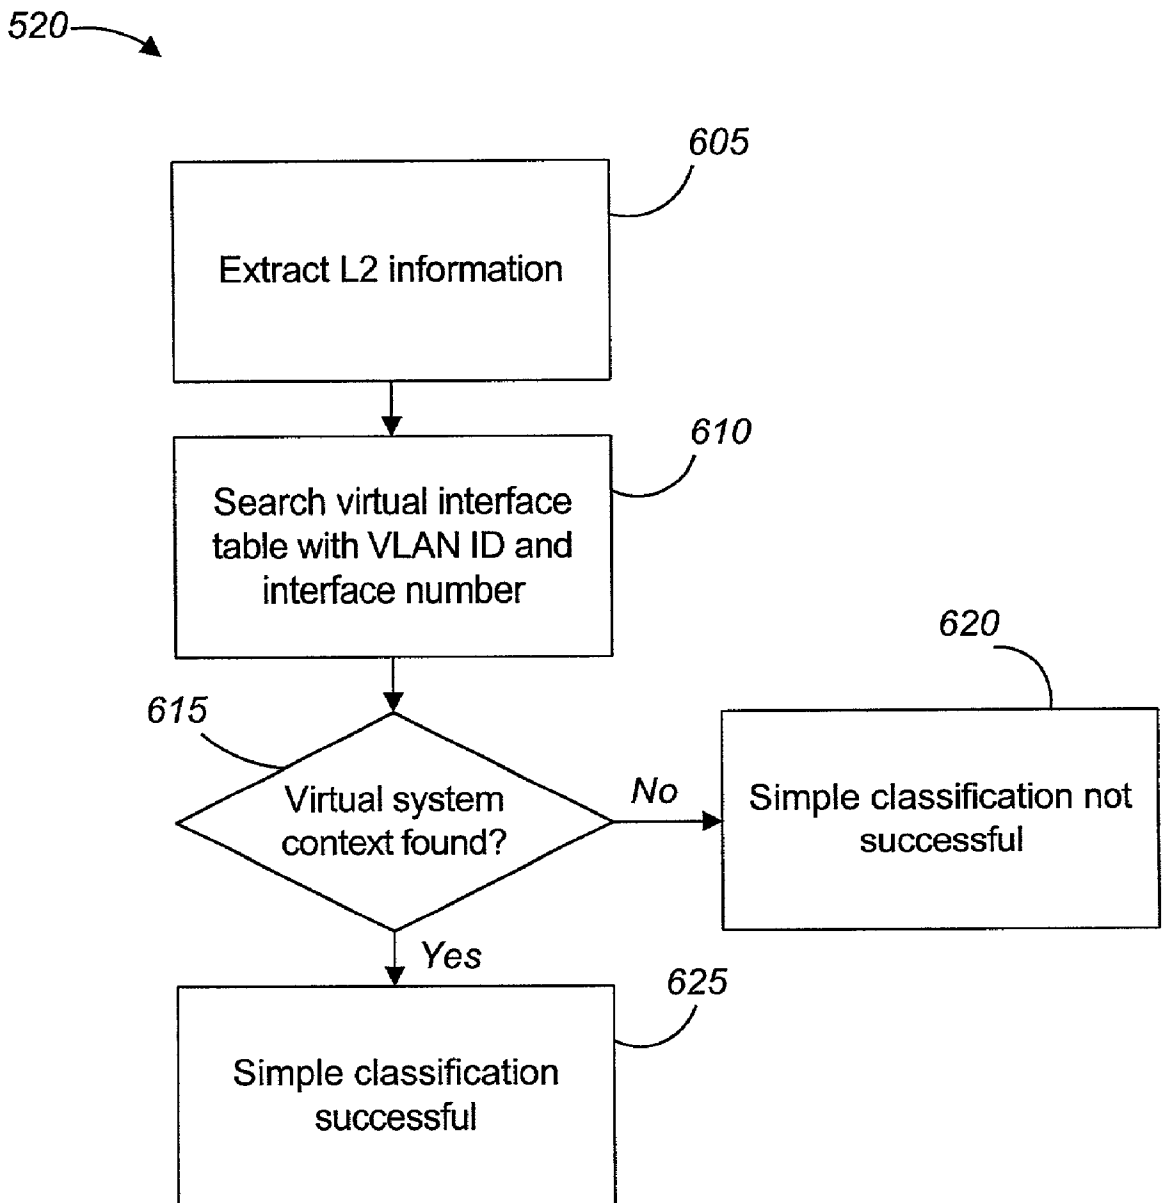 520
605
Extract L2 information
610
Search virtual interface
table with VLAN ID and
interface number
620
615
Virtual system
context found?
No
Simple classification not
successful
Yes
625
Simple classification
successful